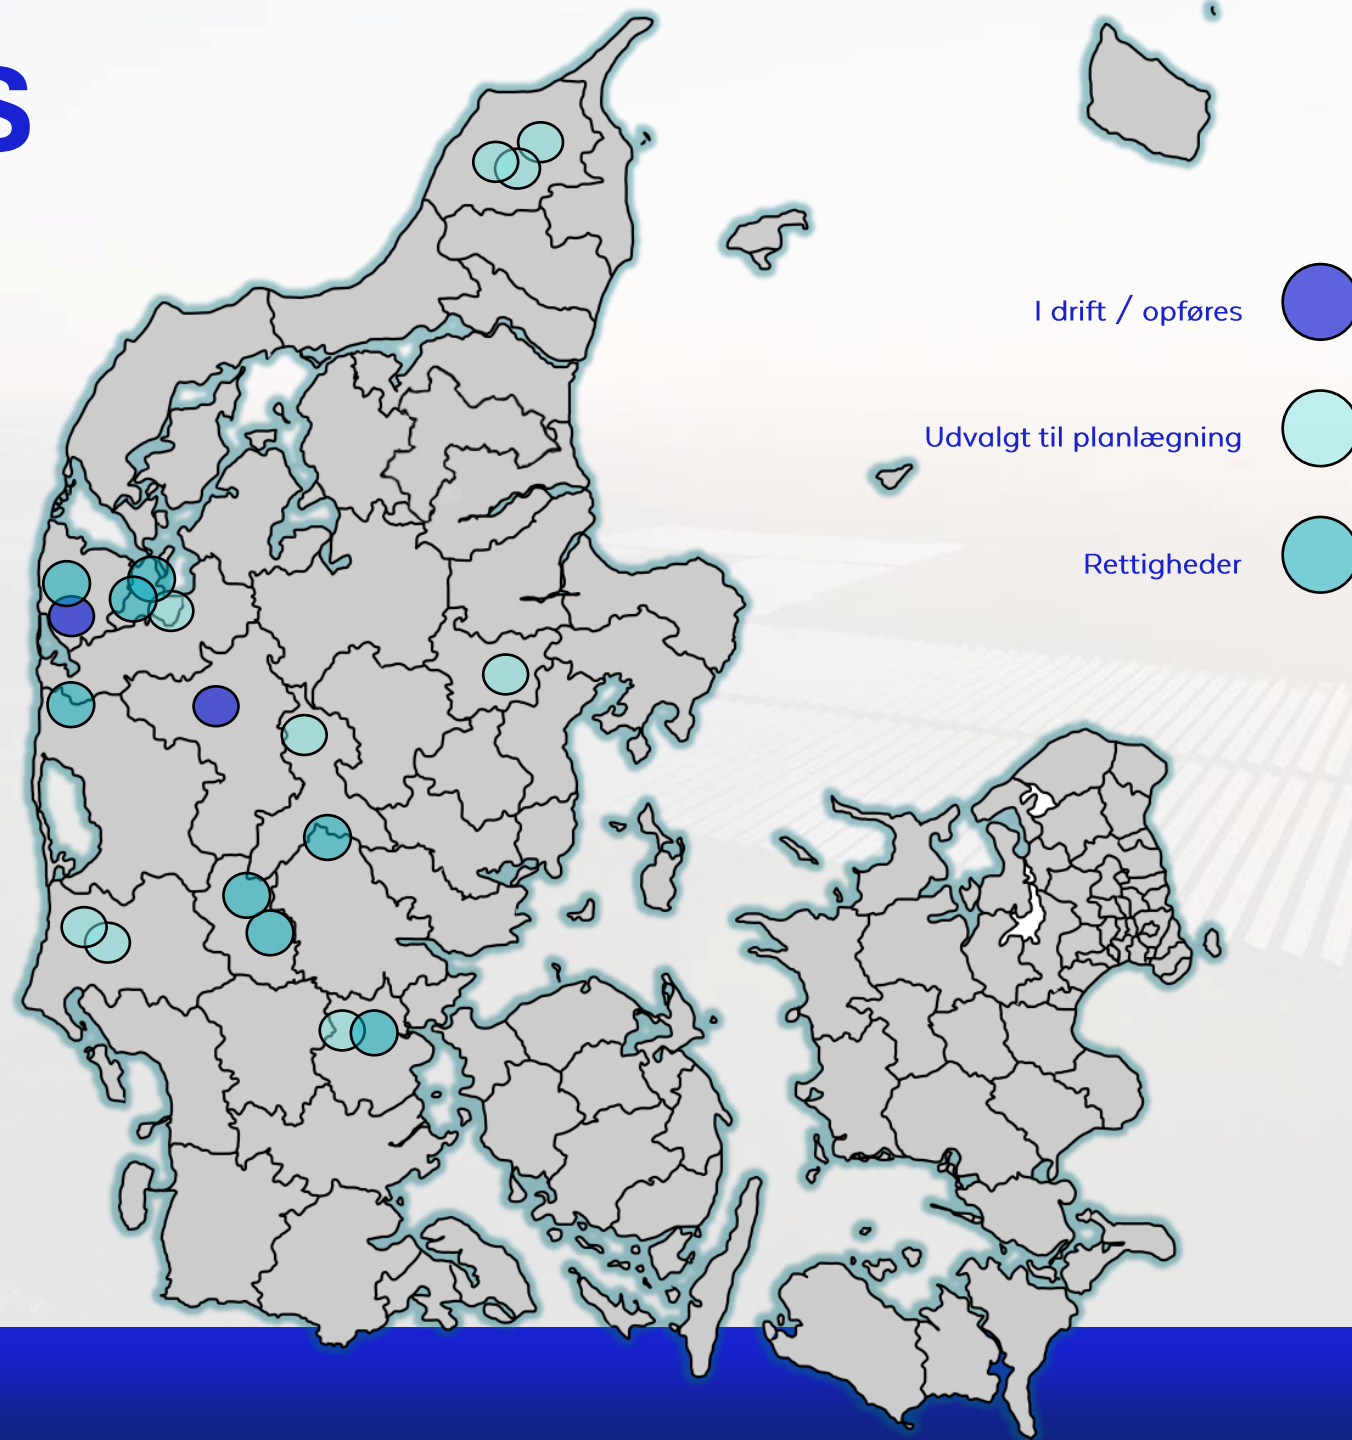 s
I drift / opføres
Udvalgt til planlægning
Rettigheder